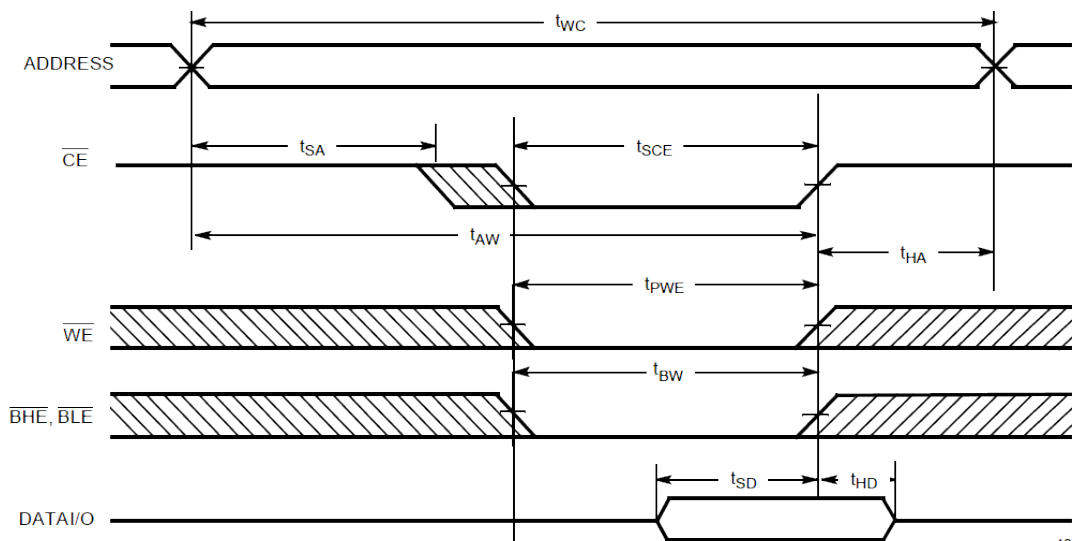 tWC
ADDRESS
tSA
tSCE
CE
tAW
tHA
tPWE
WE
tBW
BHE, BLE
tSD
tHD
DATAI/O